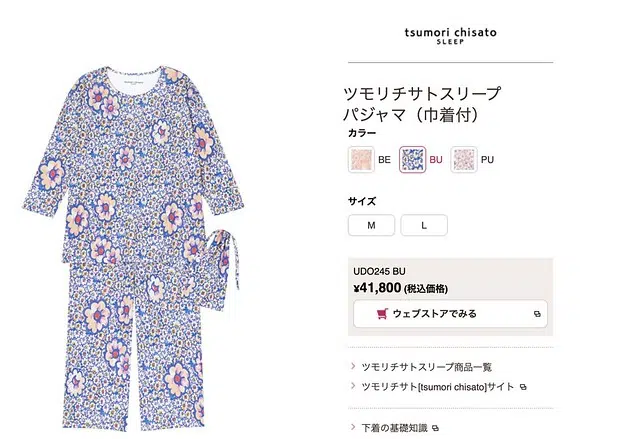 tsumori chisato
SLEEP
ツモリチサトスリープ
パジャマ（巾着付）
カラー
BE BU PU
サイズ
M L
UDO245 BU
¥41,800 (税込価格)
ウェブストアでみる
ツモリチサトスリープ商品一覧
ツモリチサト[tsumori chisato]サイト
下着の基礎知識